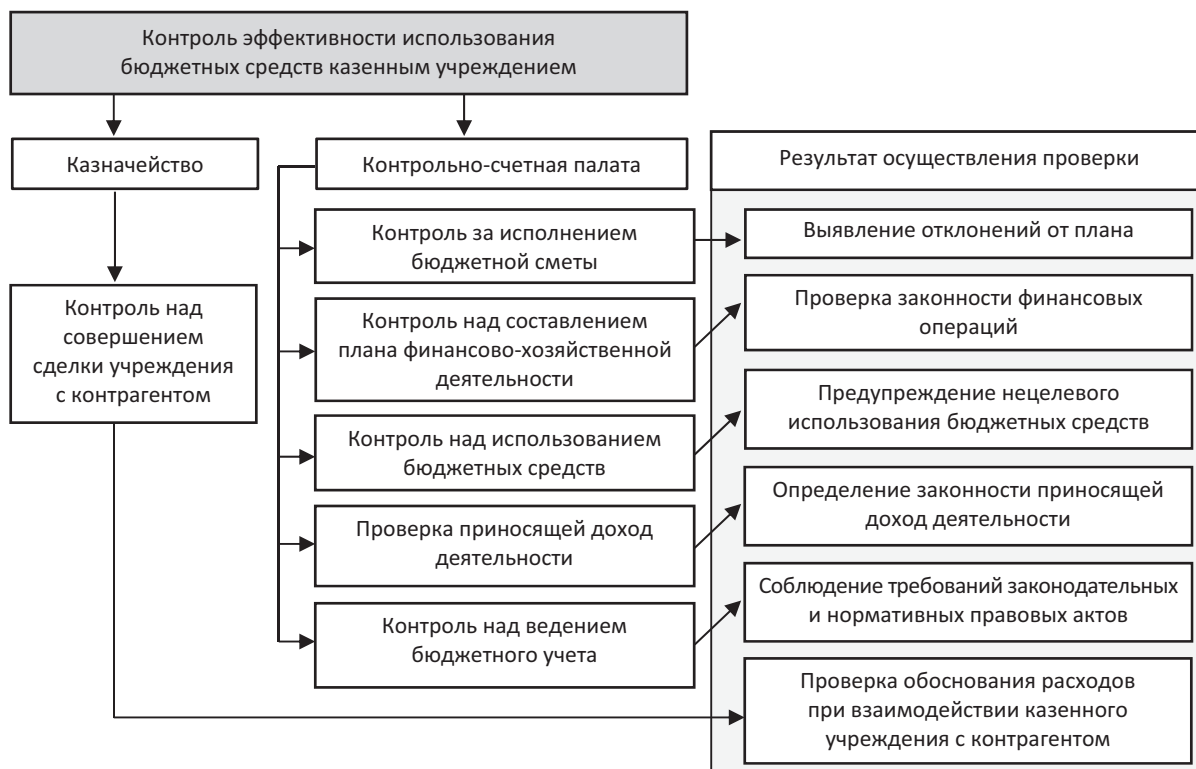 Контроль эффективности использования
бюджетных средств казенным учреждением
Казначейство
Контрольно-счетная палата
Результат осуществления проверки
Контроль над
совершением
сделки учреждения
с контрагентом
Контроль за исполнением
бюджетной сметы
Контроль над составлением
плана финансово-хозяйственной
деятельности
Контроль над использованием
бюджетных средств
Проверка приносящей доход
деятельности
Контроль над ведением
бюджетного учета
Выявление отклонений от плана
Проверка законности финансовых
операций
Предупреждение нецелевого
использования бюджетных средств
Определение законности приносящей
доход деятельности
Соблюдение требований законодательных
и нормативных правовых актов
Проверка обоснования расходов
при взаимодействии казенного
учреждения с контрагентом